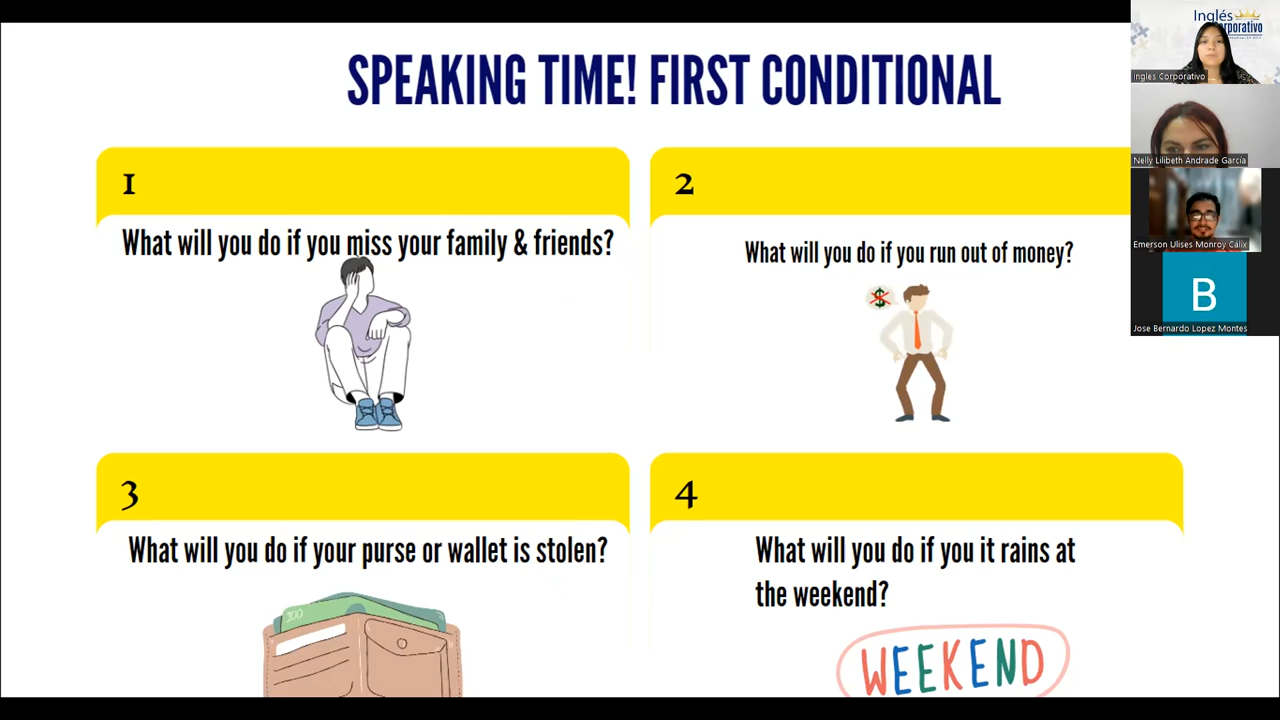 SPEAKING TIME! FIRST CONDITIONAL
1
What will you do if you miss your family & friends?
2
What will you do if you run out of money?
$
3
What will you do if your purse or wallet is stolen?
100
4
What will you do if you it rains at
the weekend?
WEEKEND
Inglés
Corporativo
Ingles Corporativo
Nelly Lilibeth Andrade García
Emerson Ulises Monroy Cálix
B
Jose Bernardo Lopez Montes